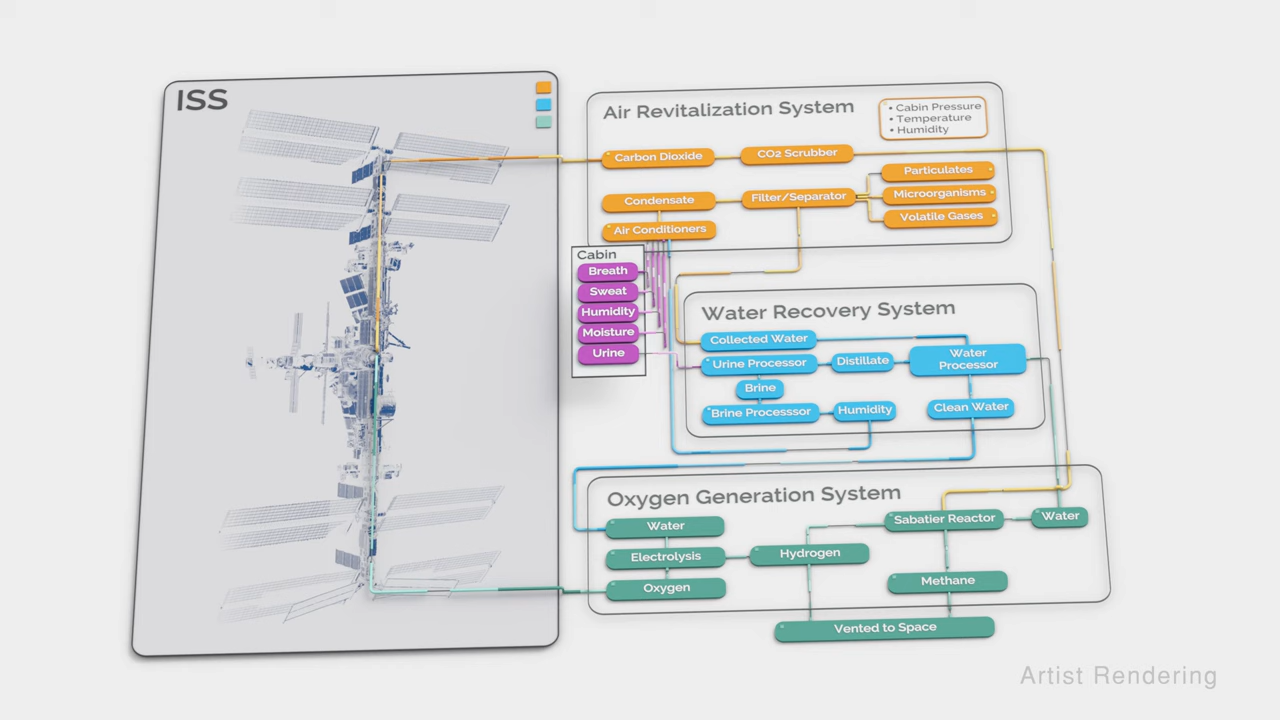 ISS
Air Revitalization System
• Cabin Pressure
• Temperature
• Humidity
Carbon Dioxide
CO2 Scrubber
Particulates
Condensate
Filter/Separator
Microorganisms
Air Conditioners
Volatile Gases
Cabin
Breath
Sweat
Humidity
Moisture
Urine
Water Recovery System
Collected Water
Urine Processor
Distillate
Water
Processor
Brine
Brine Processsor
Humidity
Clean Water
Oxygen Generation System
Water
Sabatier Reactor
Water
Electrolysis
Hydrogen
Oxygen
Methane
Vented to Space
Artist Rendering